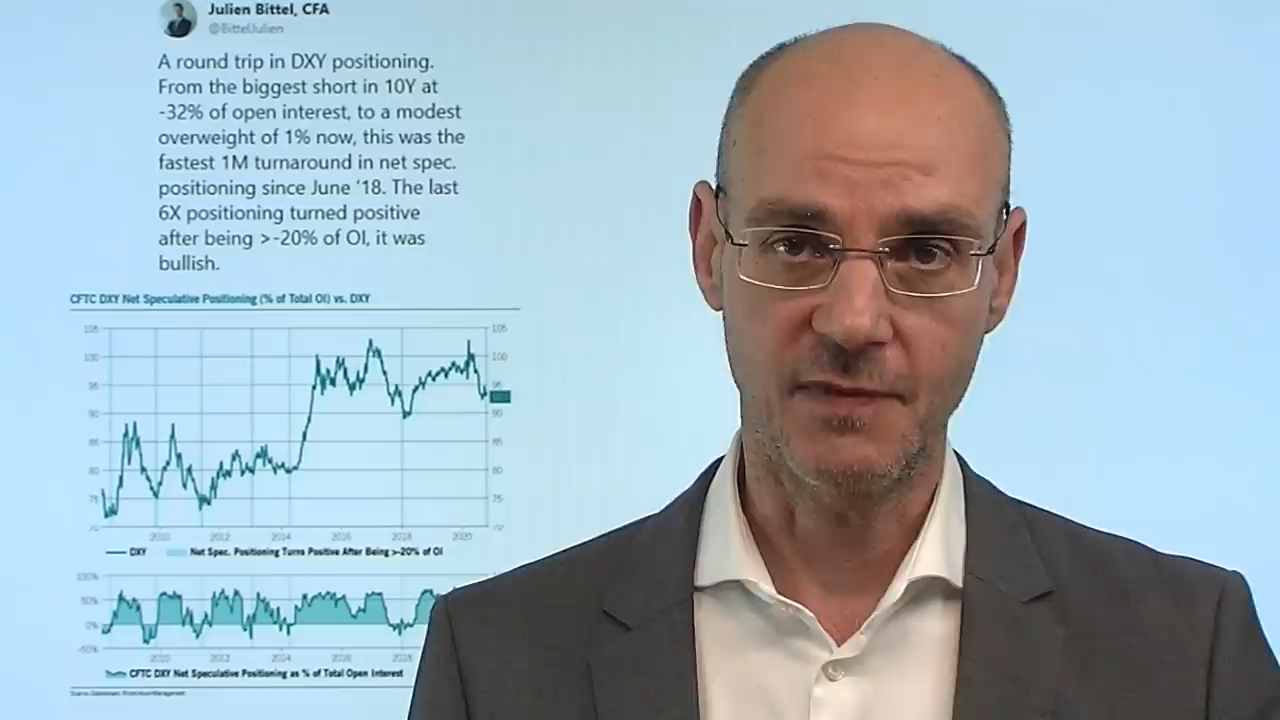 Julien Bittel, CFA
@BittelJulien
A round trip in DXY positioning.
From the biggest short in 10Y at
-32% of open interest, to a modest
overweight of 1% now, this was the
fastest 1M turnaround in net spec.
positioning since June '18. The last
6X positioning turned positive
after being >-20% of OI, it was
bullish.
CFTC DXY Net Speculative Positioning (% of Total OI) vs. DXY
105 105
100 100
95 95
90 90
85 85
80 80
75 75
70 70
2010 2012 2014 2016 2018 2020
DXY Net Spec. Positioning Turns Positive After Being >-20% of OI
100%
50%
0%
-50%
2010 2012 2014 2016 2018
CFTC DXY Net Speculative Positioning as % of Total Open Interest